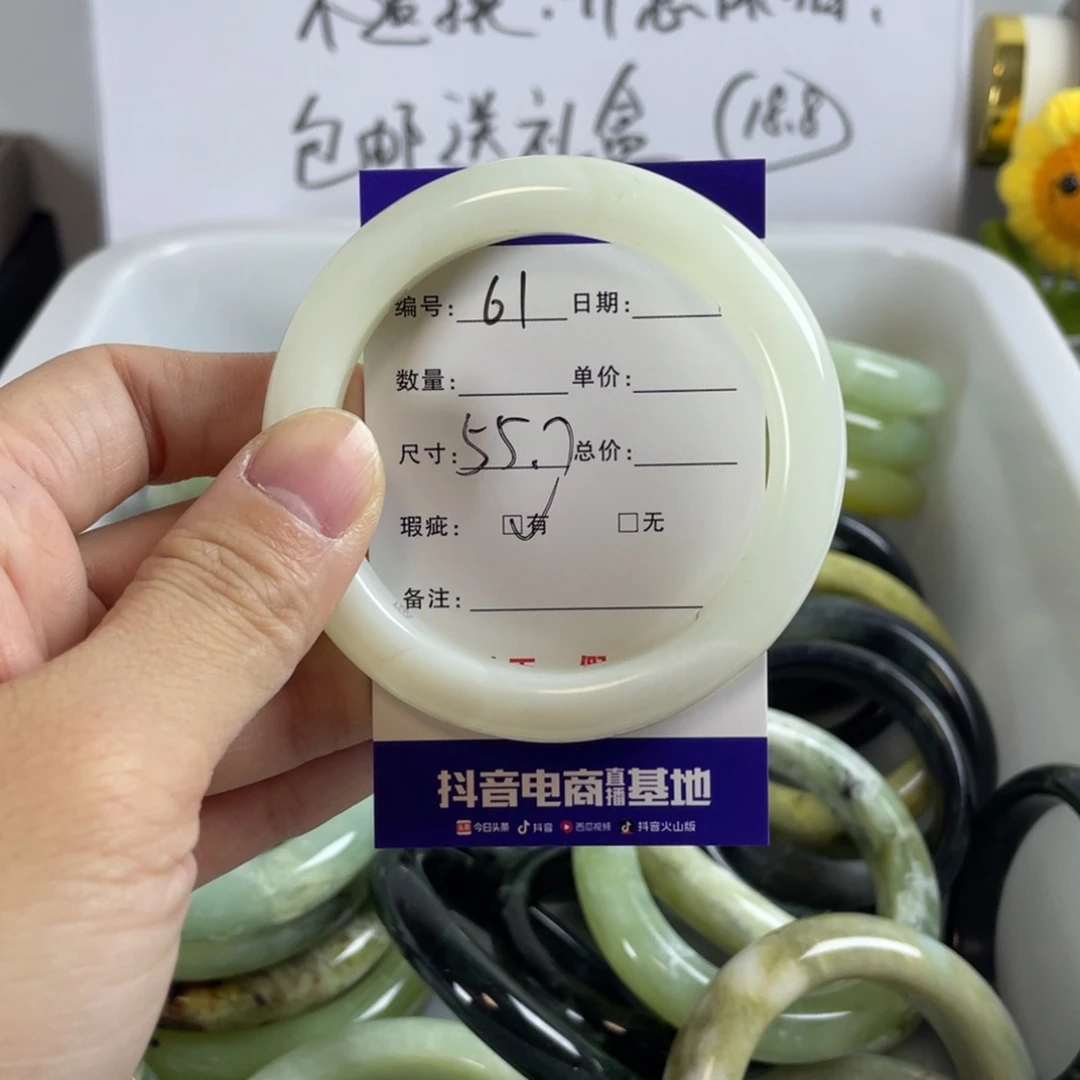 包邮送礼盒 (18.8)
编号: 61 日期:
数量: 单价:
尺寸: 55.7 总价:
瑕疵: ☑有 □无
备注:
抖音电商直播基地
今日头条 抖音 西瓜视频 抖音火山版